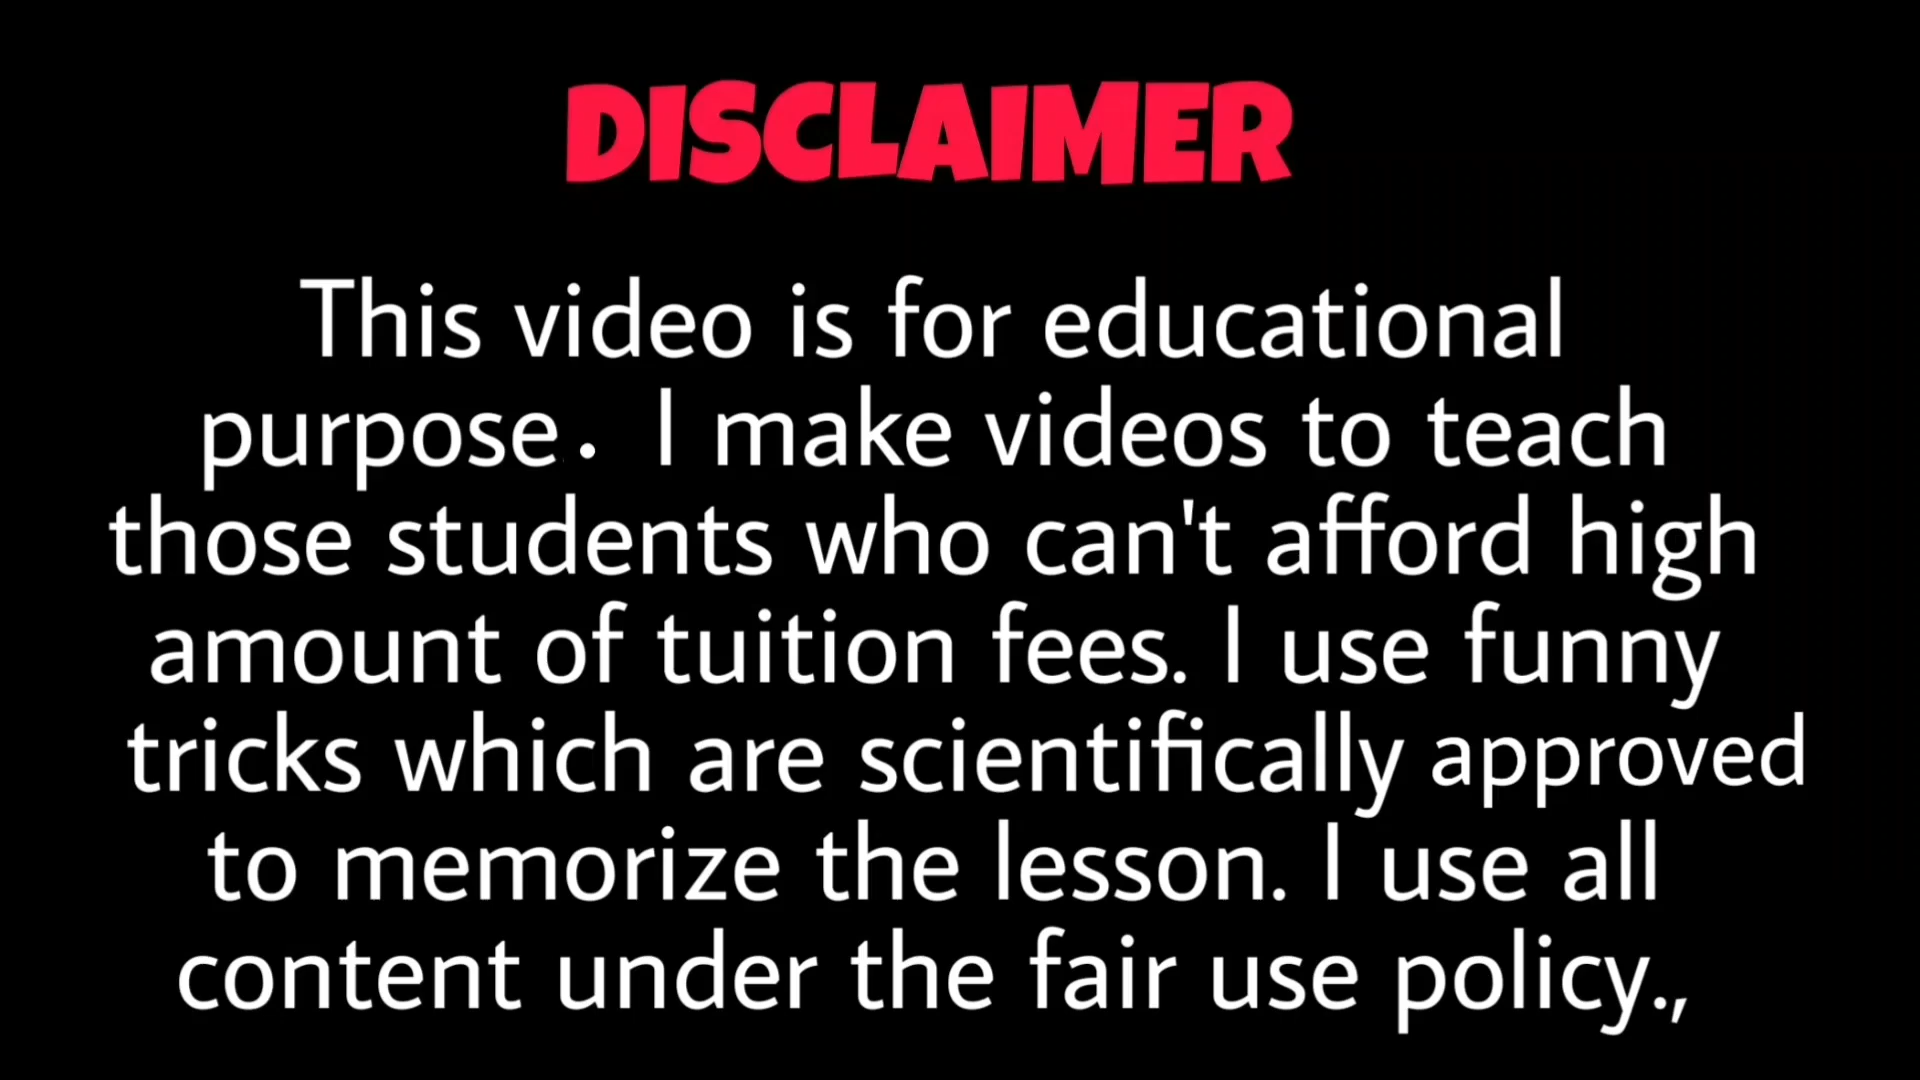 DISCLAIMER
This video is for educational
purpose. I make videos to teach
those students who can't afford high
amount of tuition fees. I use funny
tricks which are scientifically approved
to memorize the lesson. I use all
content under the fair use policy.,